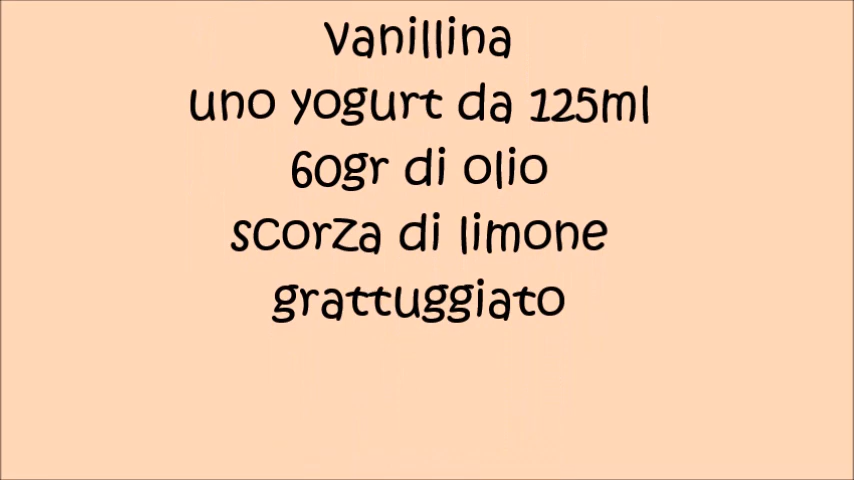 vanillina
uno yogurt da 125ml
60gr di olio
scorza di limone
grattuggiato